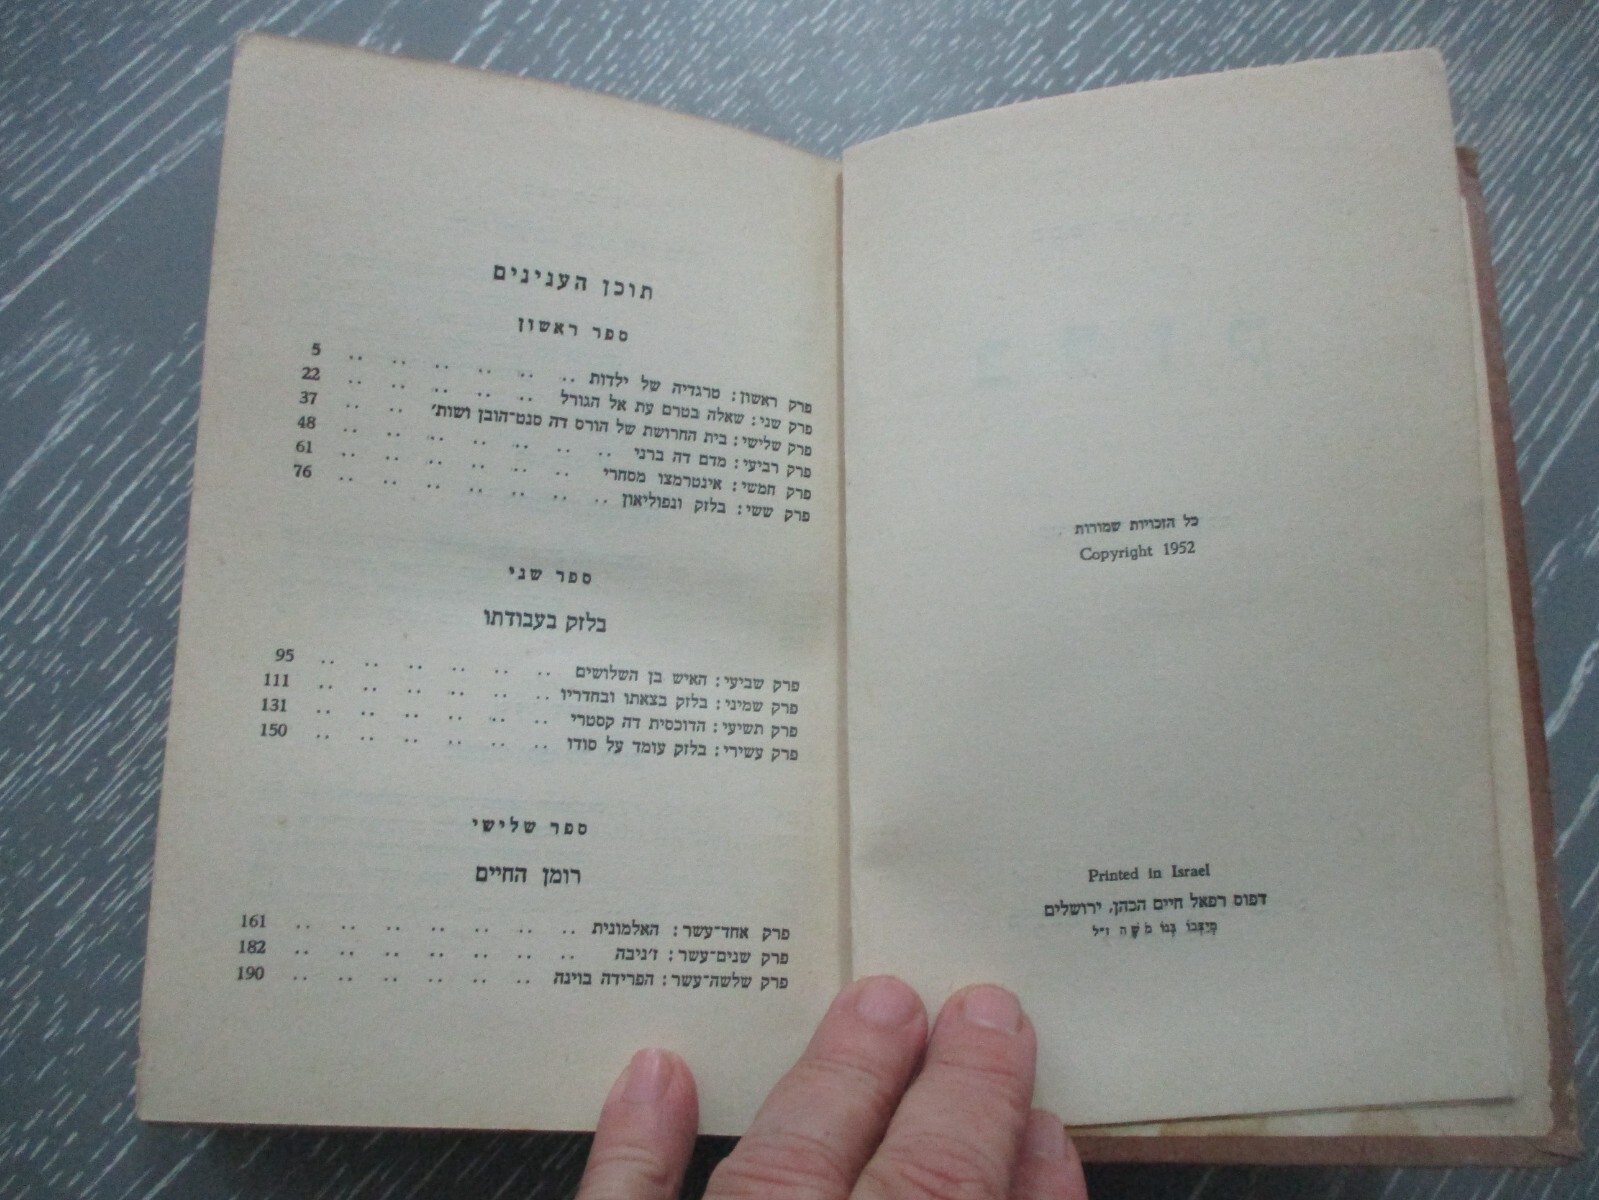 כל הזכויות שמורות
Copyright 1952
Printed in Israel
דפוס רפאל חיים הכהן, ירושלים
מיצבו בנו משה ז״ל
תוכן הענינים
ספר ראשון
פרק ראשון: טרגדיה של ילדות .. .. .. .. .. .. 5
פרק שני: שאלה בטרם עת אל הגורל .. .. .. .. .. 22
פרק שלישי: בית החרושת של הורס דה סנט־הובן ושות׳ .. .. 37
פרק רביעי: מדם דה ברני .. .. .. .. .. .. .. 48
פרק חמשי: אינטרמצו מסחרי .. .. .. .. .. .. 61
פרק ששי: בלזק ונפוליאון .. .. .. .. .. .. .. 76
ספר שני
בלזק בעבודתו
פרק שביעי: האיש בן השלושים .. .. .. .. .. .. 95
פרק שמיני: בלזק בצאתו ובחדריו .. .. .. .. .. .. 111
פרק תשיעי: הדוכסית דה קסטרי .. .. .. .. .. .. 131
פרק עשירי: בלזק עומד על סודו .. .. .. .. .. .. 150
ספר שלישי
רומן החיים
פרק אחד־עשר: האלמונית .. .. .. .. .. .. .. 161
פרק שנים־עשר: ז׳ניבה .. .. .. .. .. .. .. 182
פרק שלשה־עשר: הפרידה בוינה .. .. .. .. .. .. 190